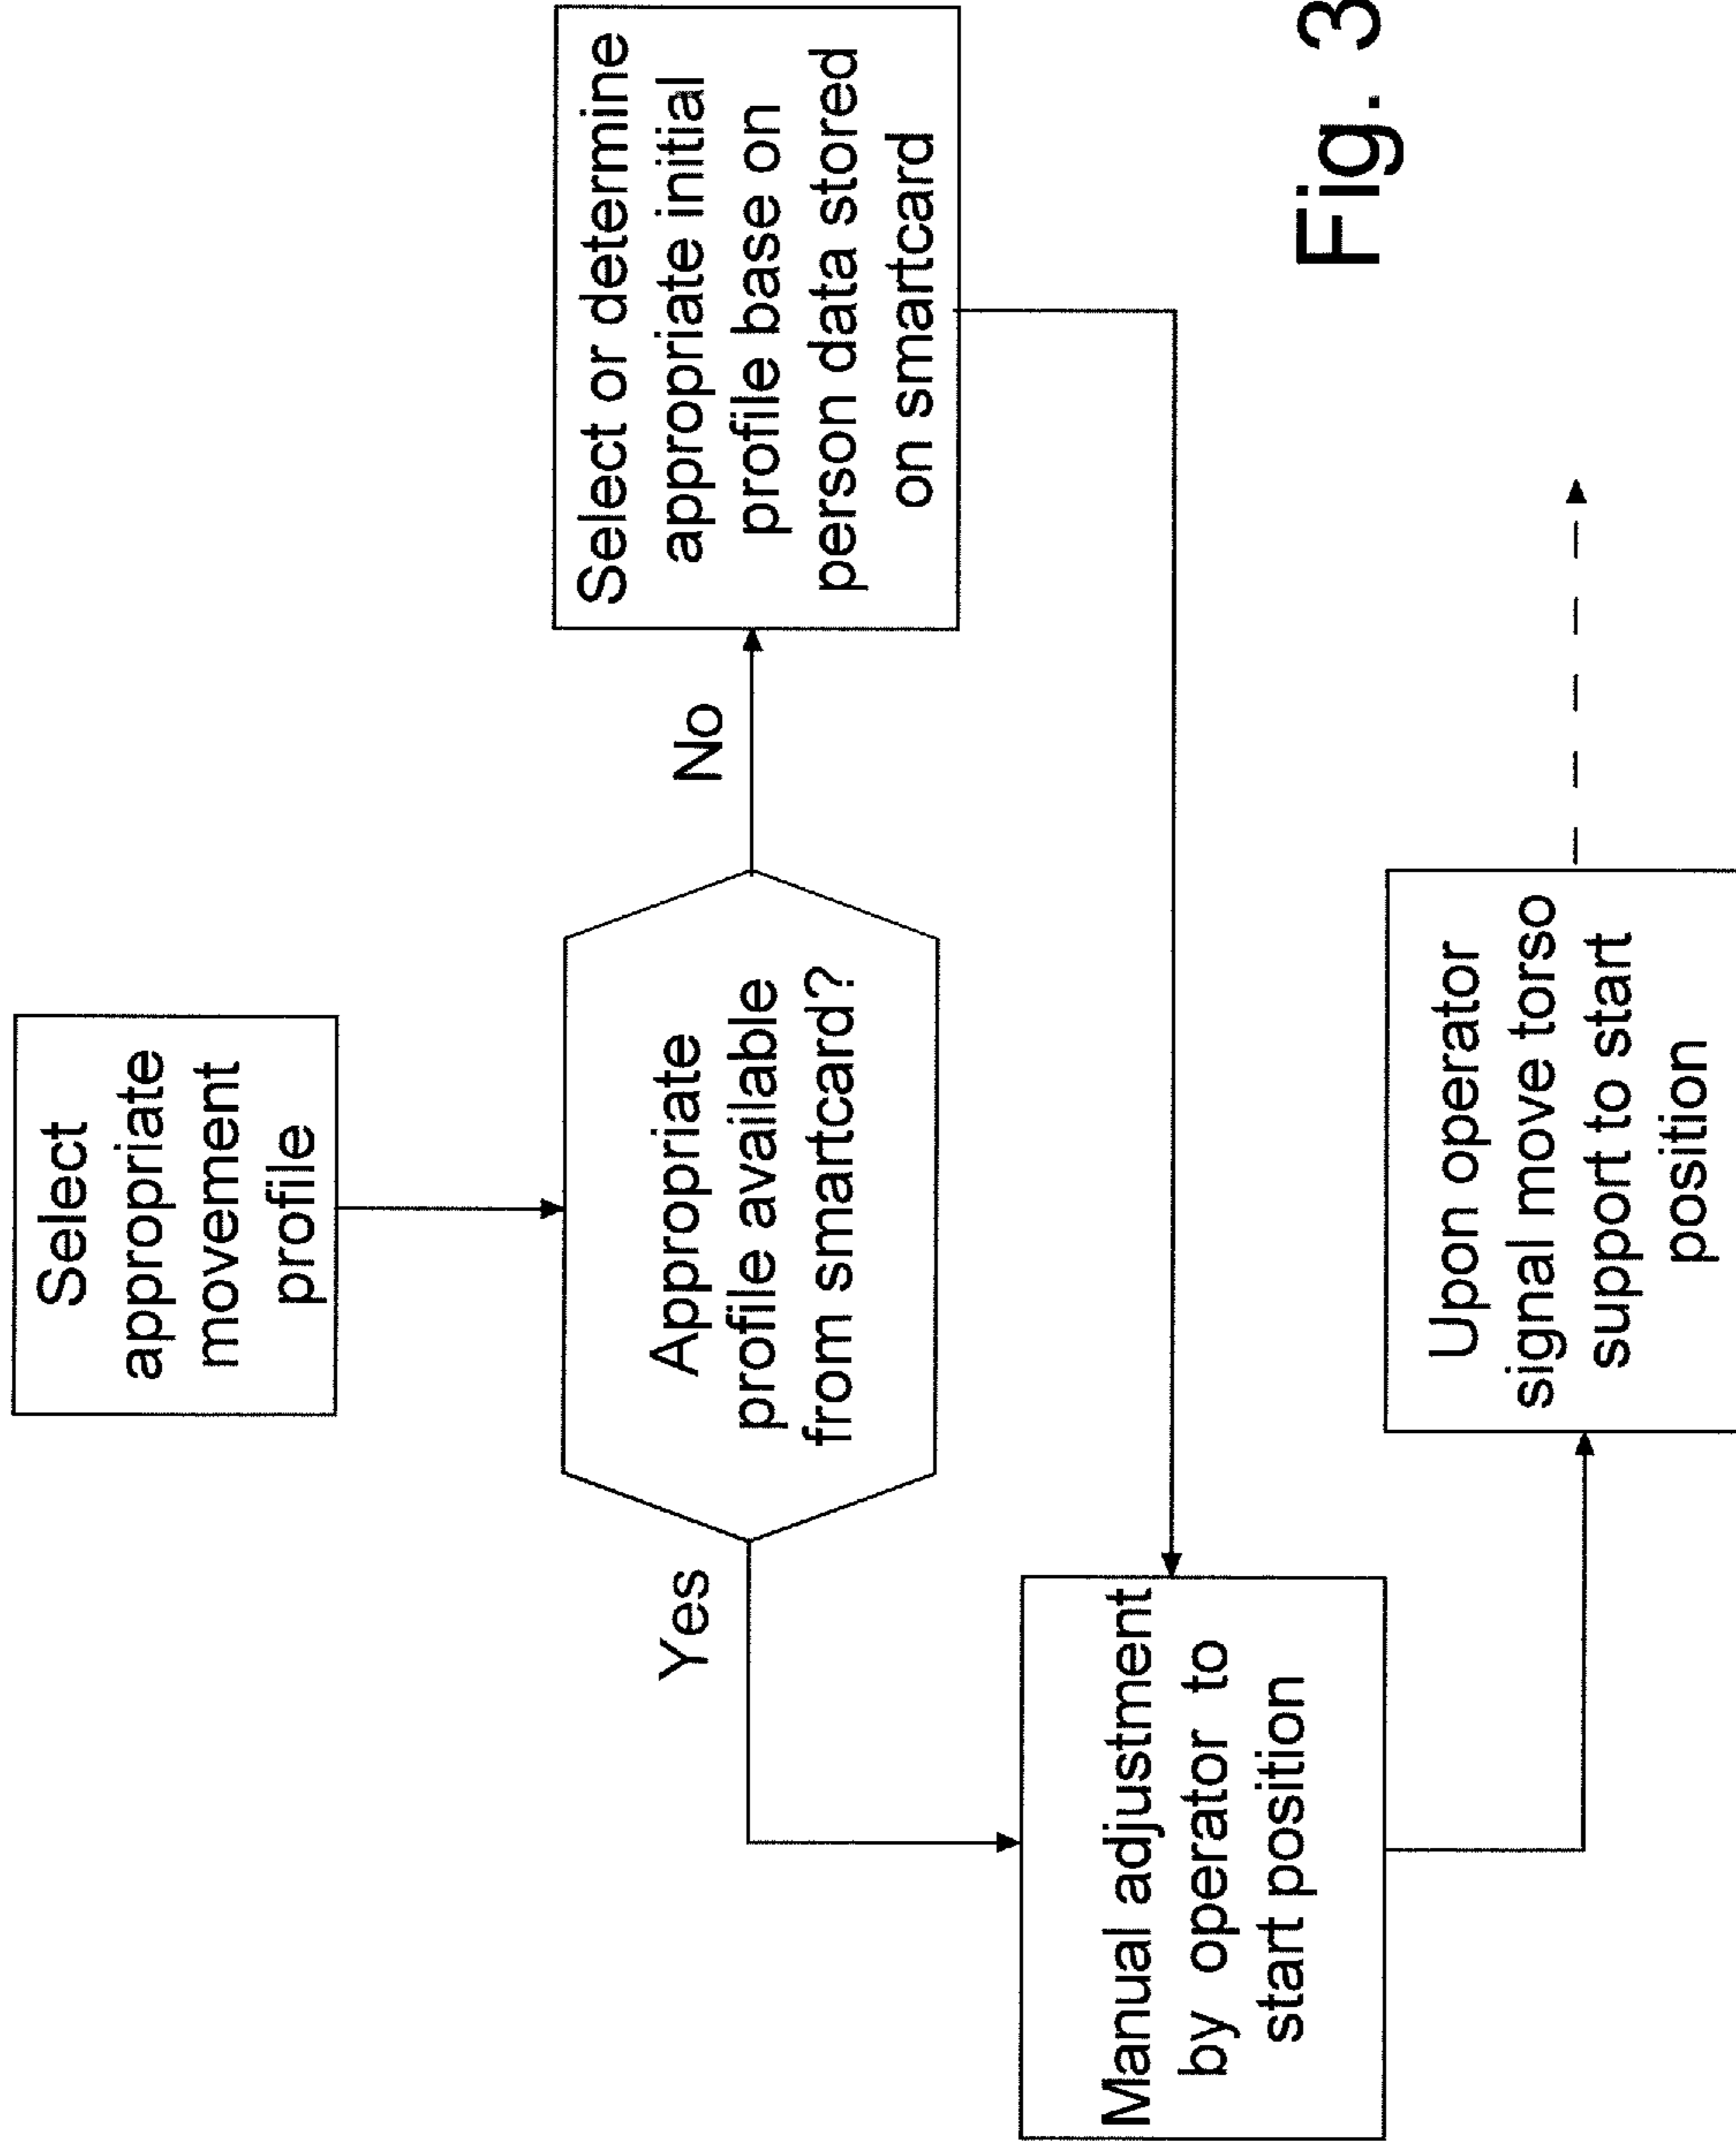 Select
appropriate
movement
profile
Appropriate
profile available
from smartcard?
No
Select or determine
appropriate initial
profile base on
person data stored
on smartcard
Yes
Manual adjustment
by operator to
start position
Upon operator
signal move torso
support to start
position
Fig. 3